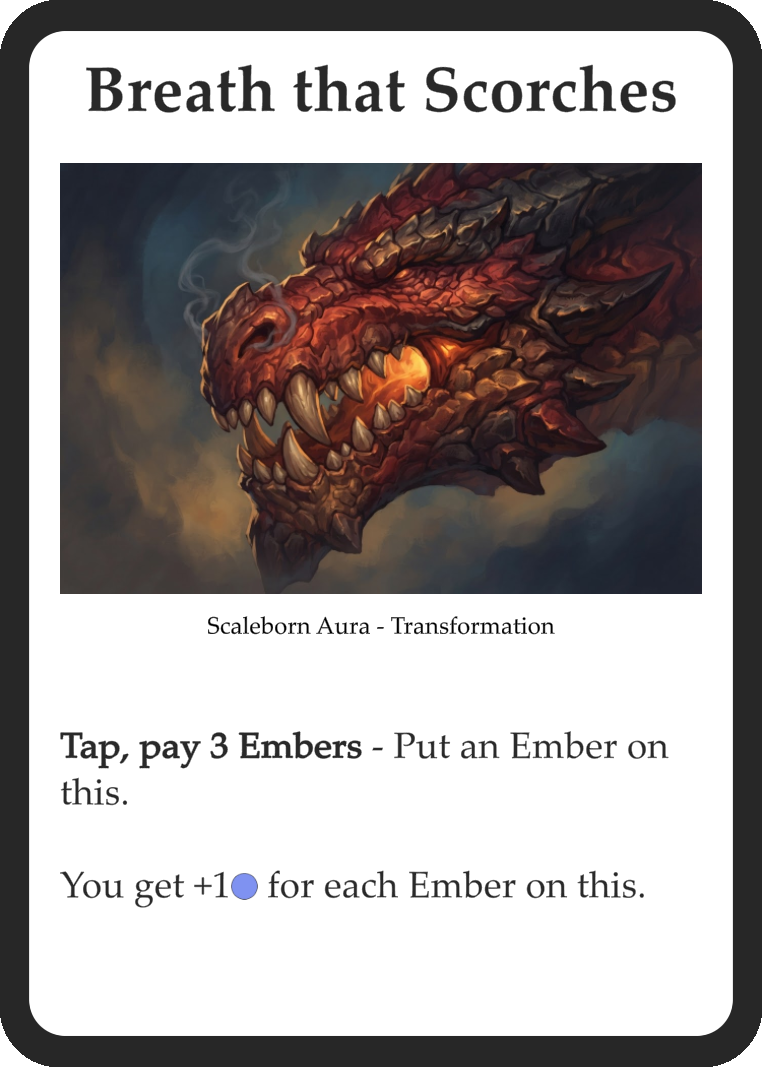 Breath that Scorches
Scaleborn Aura - Transformation
Tap, pay 3 Embers - Put an Ember on
this.
You get +1 for each Ember on this.